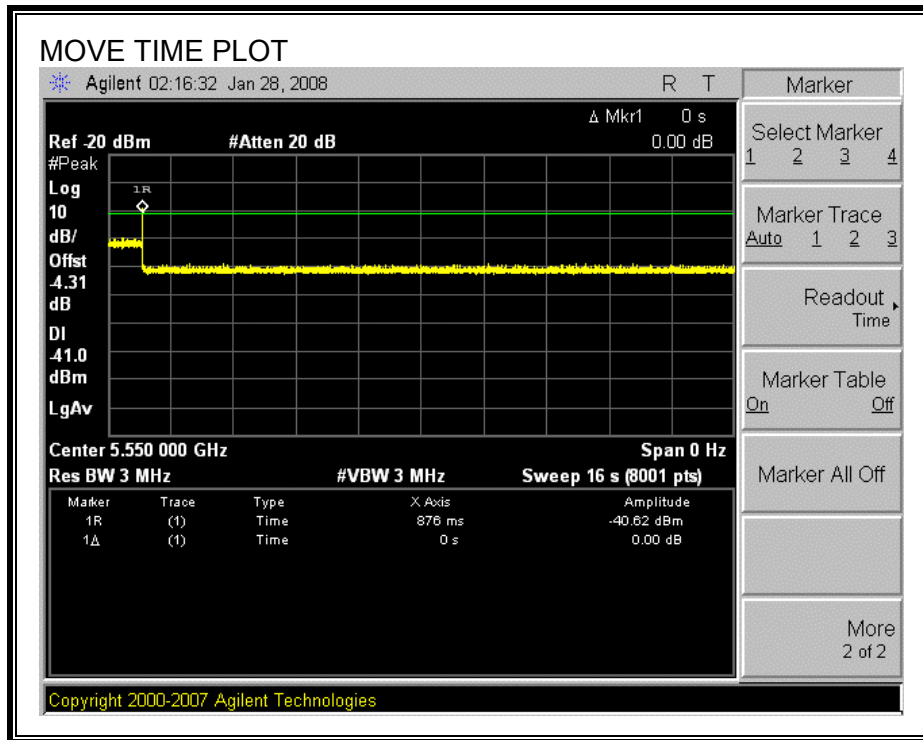 MOVE TIME PLOT
Agilent 02:16:32 Jan 28, 2008 R T
Δ Mkr1 0 s
Ref -20 dBm #Atten 20 dB 0.00 dB
#Peak
Log
10
dB/
Offst
-4.31
dB
DI
-41.0
dBm
LgAv
1R
Center 5.550 000 GHz Span 0 Hz
Res BW 3 MHz #VBW 3 MHz Sweep 16 s (8001 pts)
Marker Trace Type X Axis Amplitude
1R (1) Time 876 ms -40.62 dBm
1Δ (1) Time 0 s 0.00 dB
Copyright 2000-2007 Agilent Technologies
Marker
Select Marker
1 2 3 4
Marker Trace
Auto 1 2 3
Readout
Time
Marker Table
On Off
Marker All Off
More
2 of 2